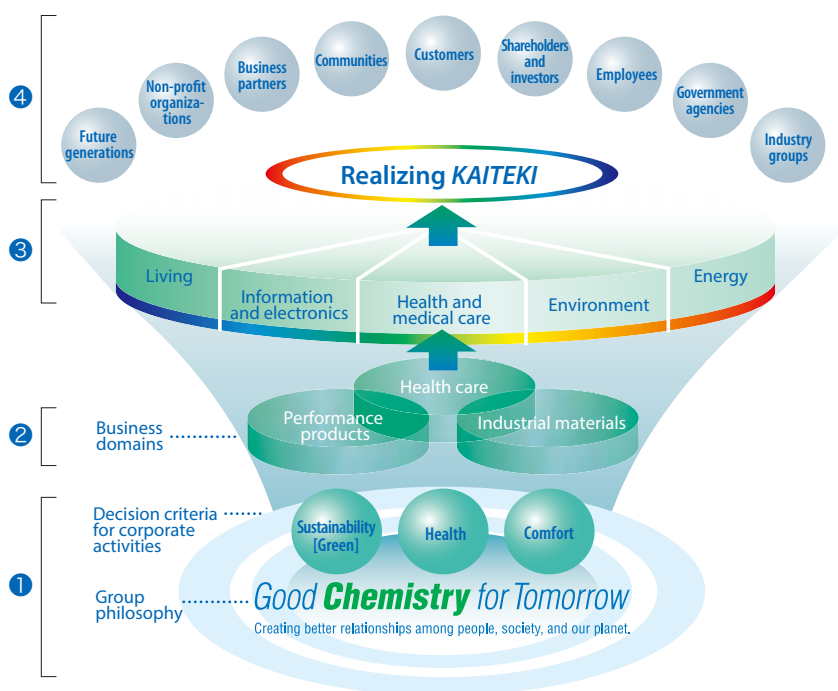 4
Future
generations
Non-profit
organiza-
tions
Business
partners
Communities
Customers
Shareholders
and
investors
Employees
Government
agencies
Industry
groups
Realizing KAITEKI
3
Living
Information
and electronics
Health and
medical care
Environment
Energy
2
Business
domains
Health care
Performance
products
Industrial materials
1
Decision criteria
for corporate
activities
Sustainability
[Green]
Health
Comfort
Group
philosophy
Good Chemistry for Tomorrow
Creating better relationships among people, society, and our planet.